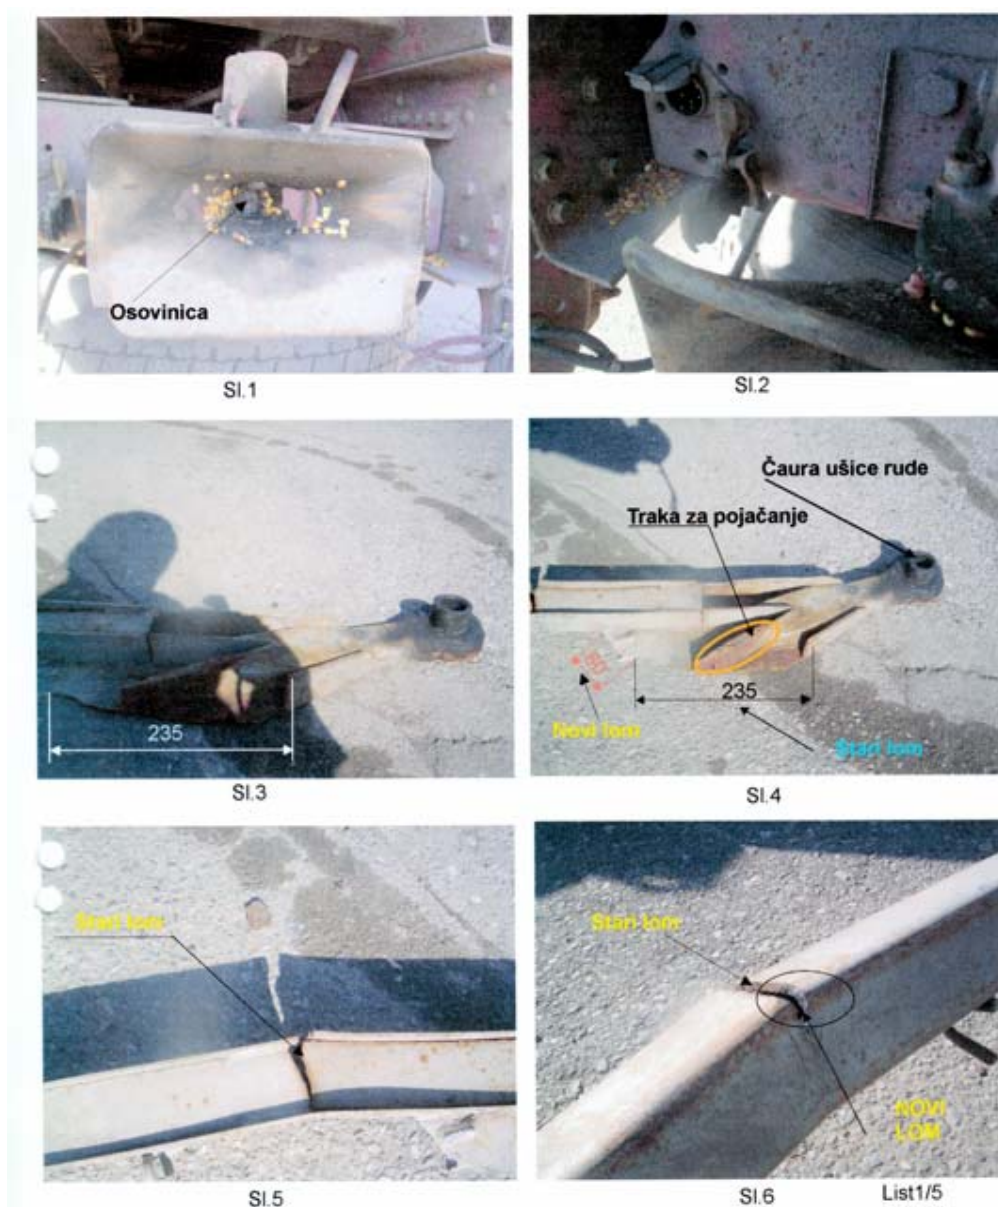 Osovinica
Sl.1
Sl.2
235
Sl.3
Čaura ušice rude
Traka za pojačanje
235
Novi lom
Stari lom
Sl.4
Stari lom
Sl.5
Stari lom
NOVI
LOM
Sl.6
List1/5